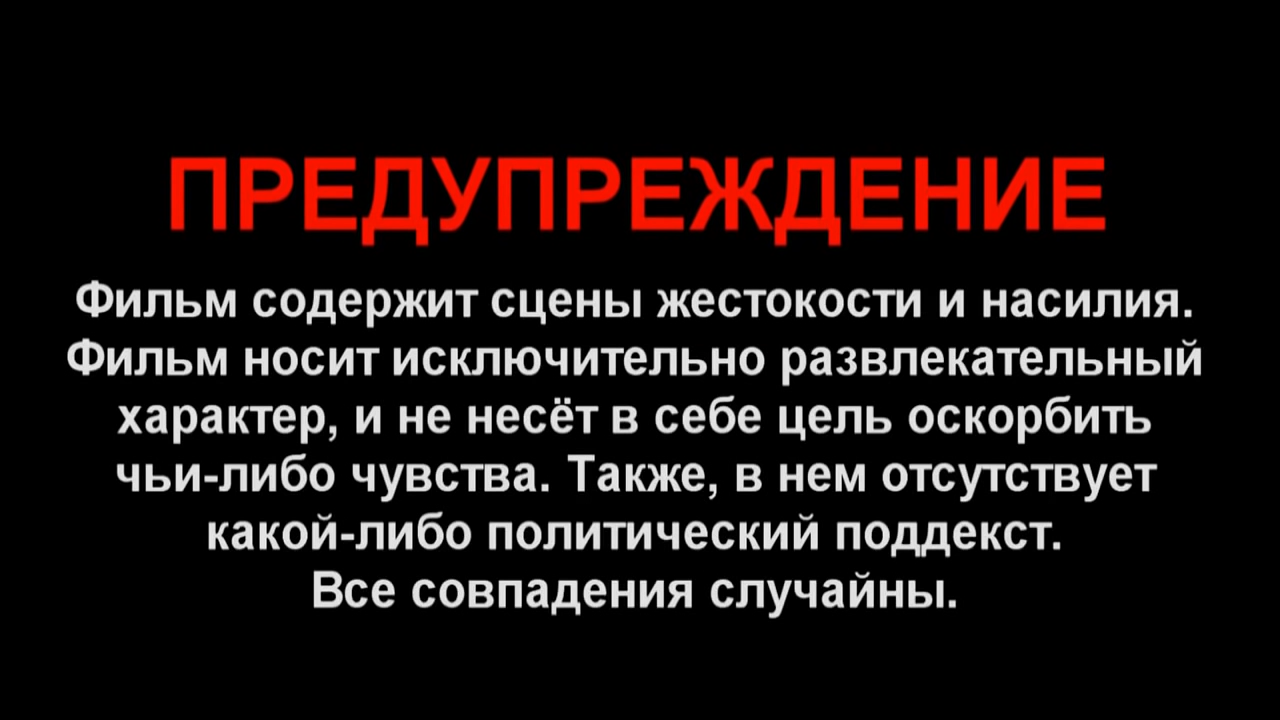 ПРЕДУПРЕЖДЕНИЕ
Фильм содержит сцены жестокости и насилия.
Фильм носит исключительно развлекательный
характер, и не несёт в себе цель оскорбить
чьи-либо чувства. Также, в нем отсутствует
какой-либо политический поддекст.
Все совпадения случайны.